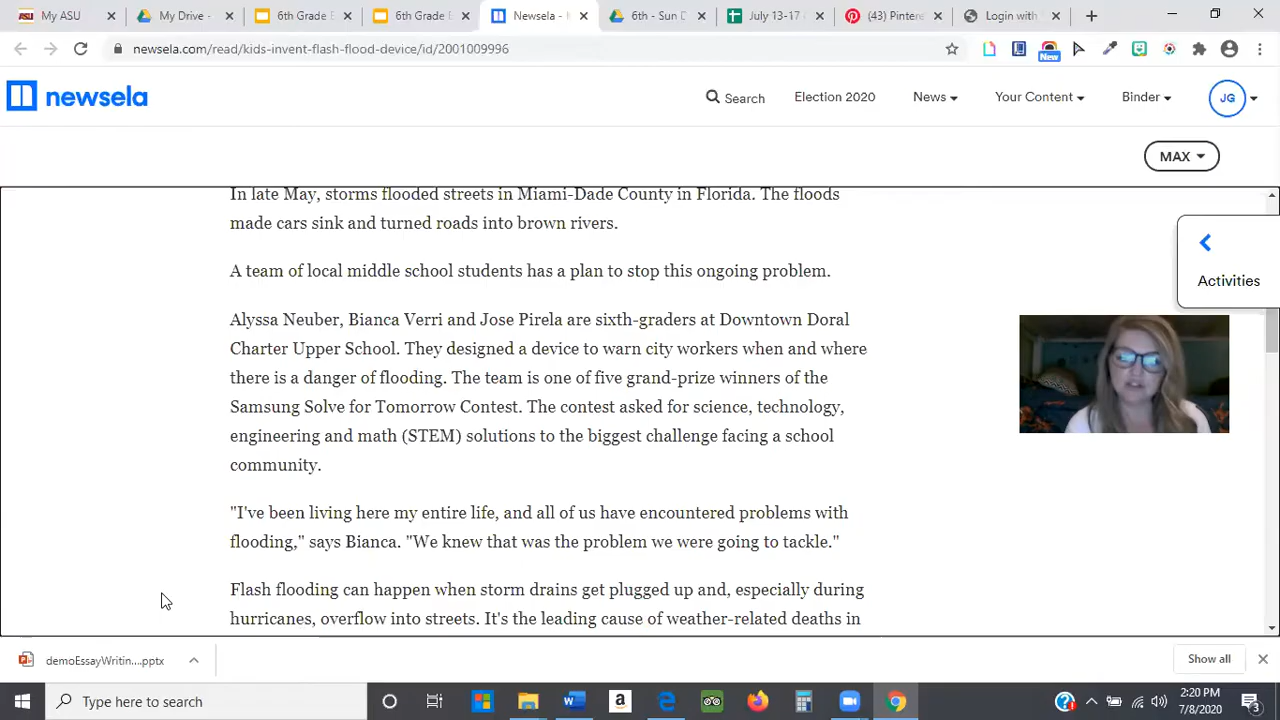 My ASU
My Drive -
6th Grade E
6th Grade
Newsela -
6th - Sun D
July 13-17
(43) Pintere
Login with
newsela.com/read/kids-invent-flash-flood-device/id/2001009996
New
newsela
Search
Election 2020
News
Your Content
Binder
JG
MAX
In late May, storms flooded streets in Miami-Dade County in Florida. The floods
made cars sink and turned roads into brown rivers.
A team of local middle school students has a plan to stop this ongoing problem.
Activities
Alyssa Neuber, Bianca Verri and Jose Pirela are sixth-graders at Downtown Doral
Charter Upper School. They designed a device to warn city workers when and where
there is a danger of flooding. The team is one of five grand-prize winners of the
Samsung Solve for Tomorrow Contest. The contest asked for science, technology,
engineering and math (STEM) solutions to the biggest challenge facing a school
community.
"I've been living here my entire life, and all of us have encountered problems with
flooding," says Bianca. "We knew that was the problem we were going to tackle."
Flash flooding can happen when storm drains get plugged up and, especially during
hurricanes, overflow into streets. It's the leading cause of weather-related deaths in
demoEssayWritin....pptx
Show all
Type here to search
2:20 PM
7/8/2020
3